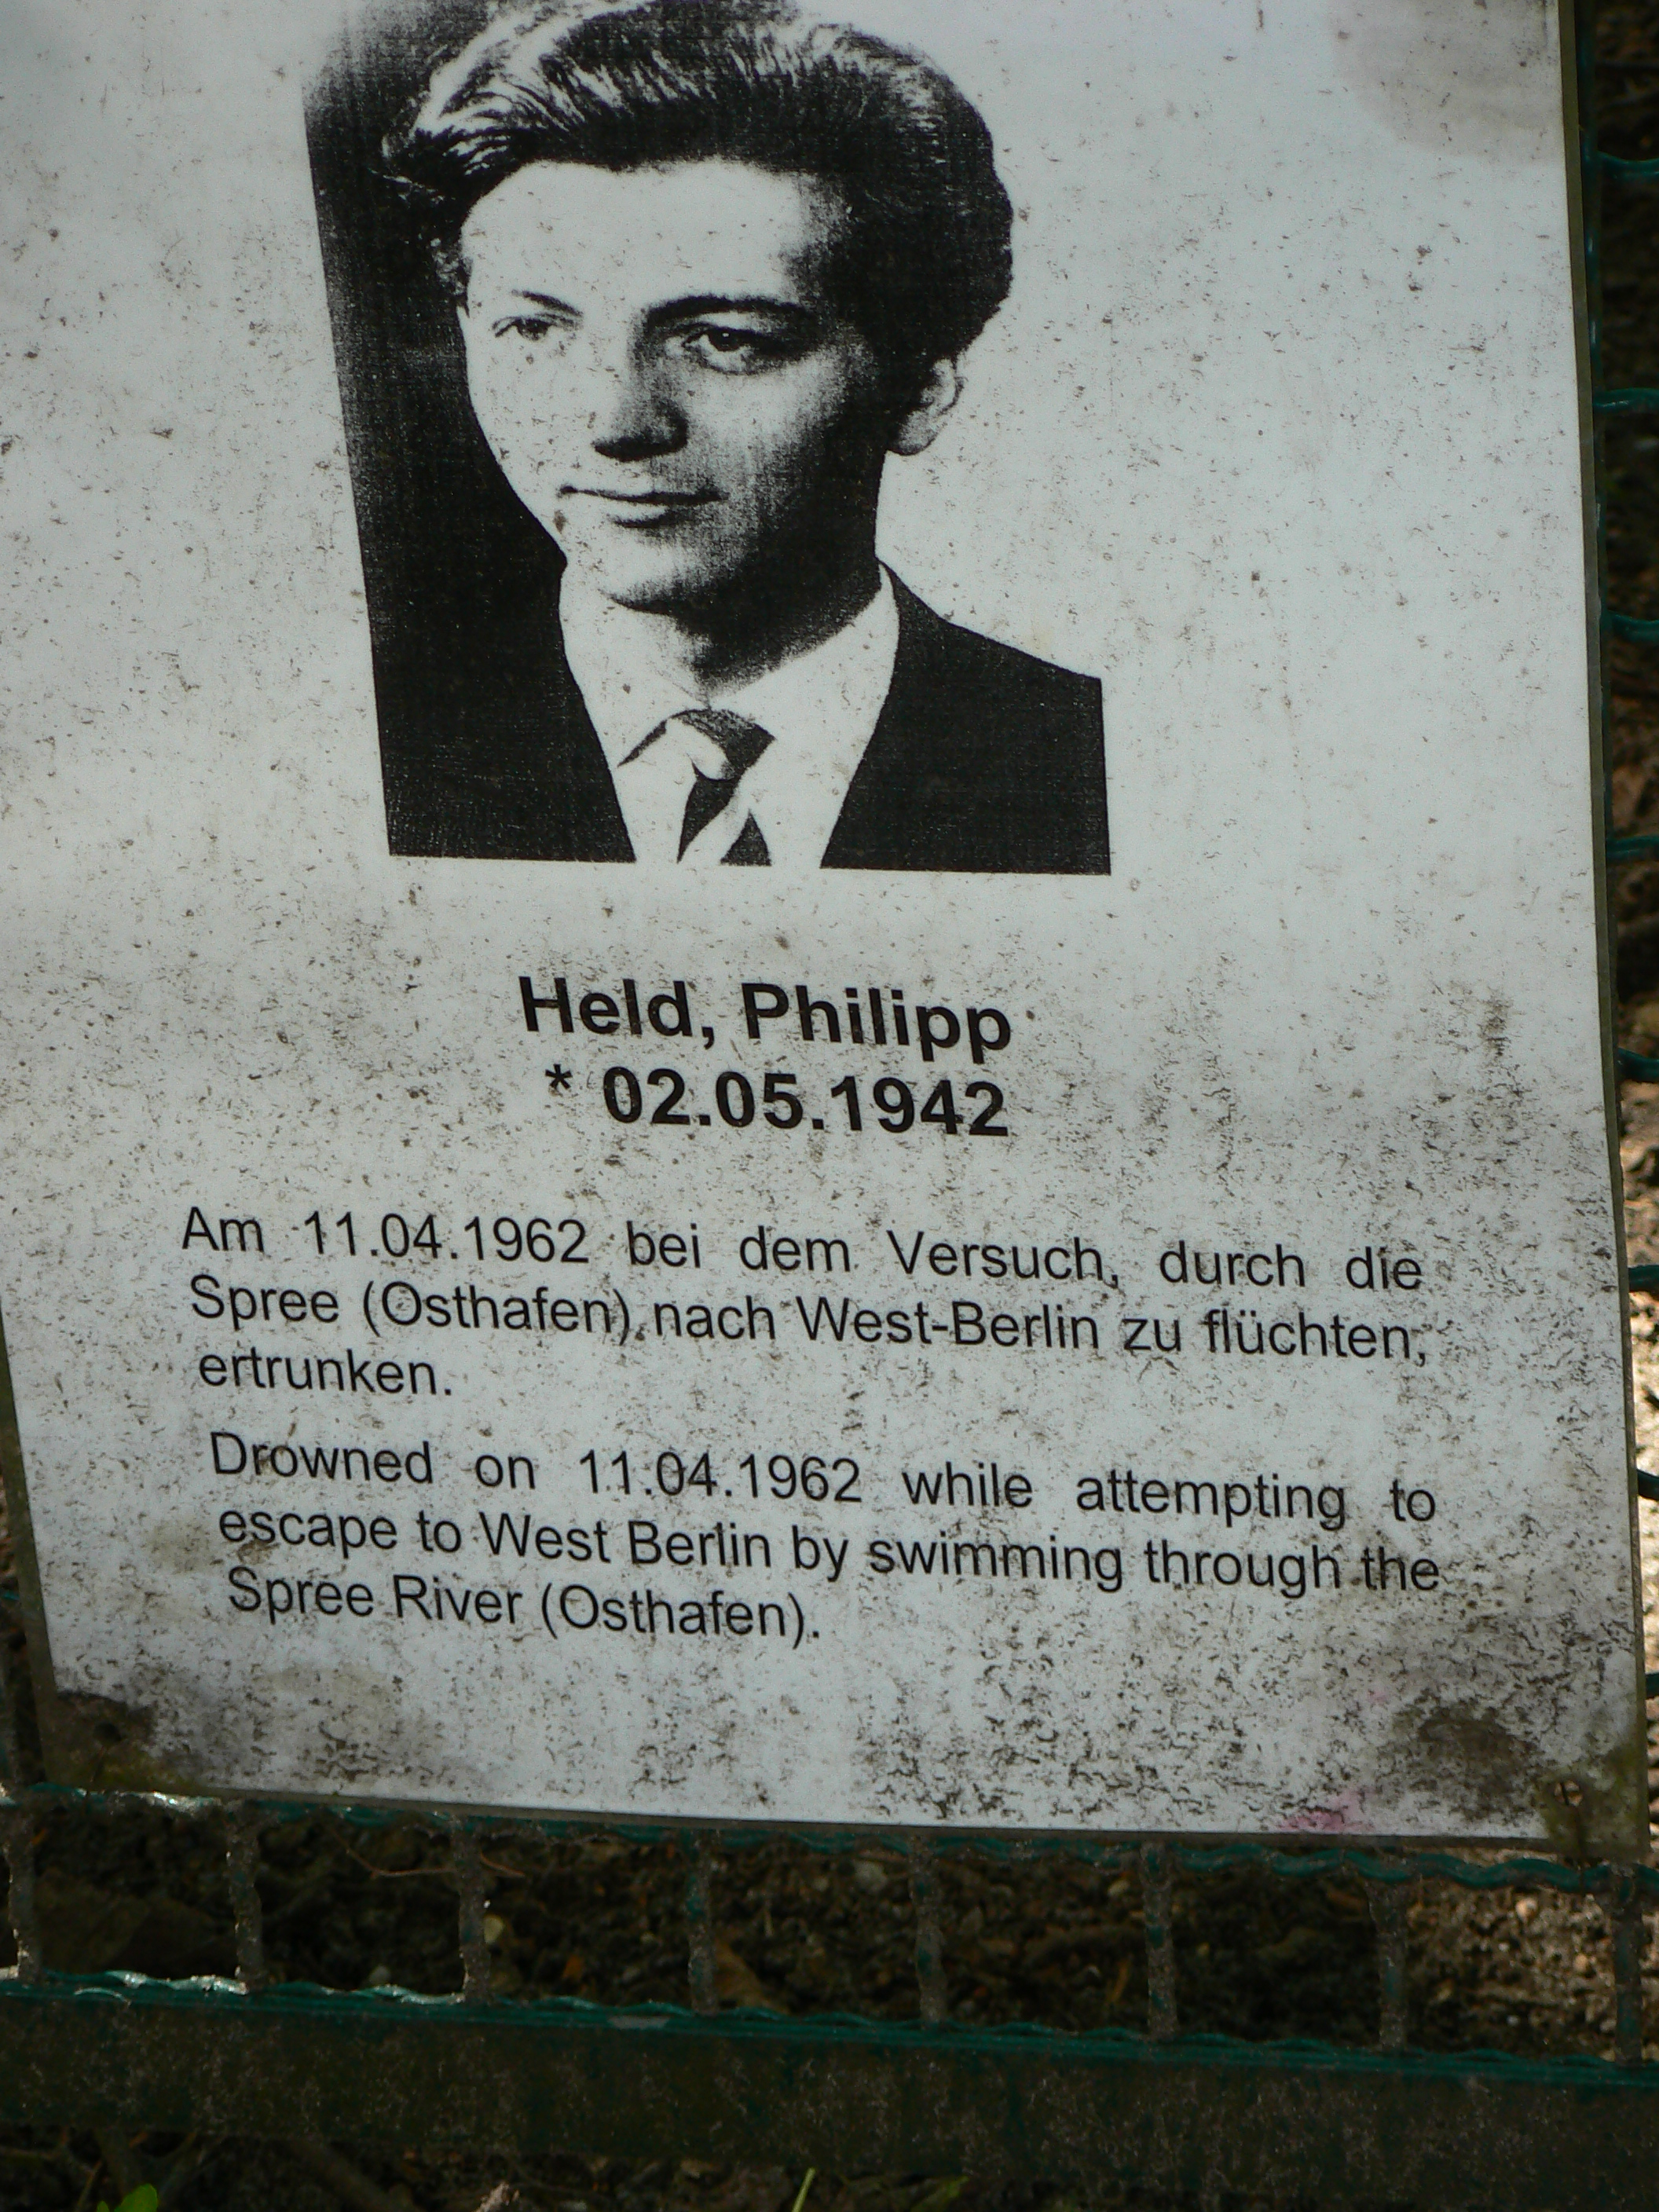 Held, Philipp
* 02.05.1942
Am 11.04.1962 bei dem Versuch, durch die
Spree (Osthafen) nach West-Berlin zu flüchten,
ertrunken.
Drowned on 11.04.1962 while attempting to
escape to West Berlin by swimming through the
Spree River (Osthafen).